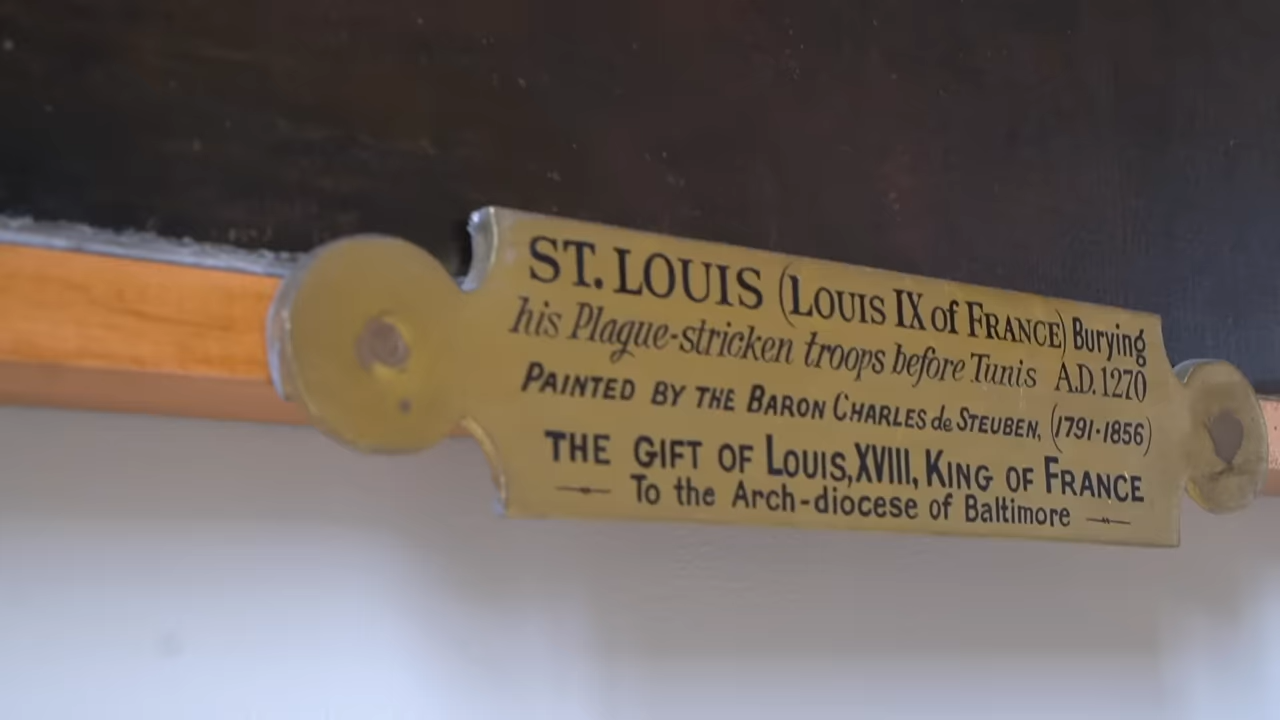 ST. LOUIS (LOUIS IX of FRANCE) Burying
his Plague-stricken troops before Tunis A.D. 1270
PAINTED BY THE BARON CHARLES de STEUBEN, (1791-1856)
THE GIFT OF LOUIS, XVIII, KING OF FRANCE
To the Arch-diocese of Baltimore